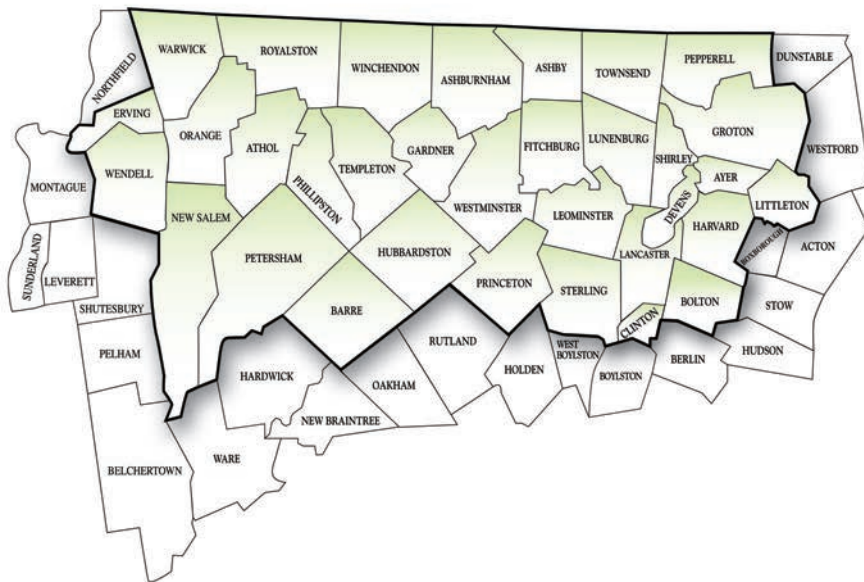 WARWICK
ROYALSTON
WINCHENDON
ASHBURNHAM
ASHBY
TOWNSEND
PEPPERELL
DUNSTABLE
NORTHFIELD
ERVING
ORANGE
ATHOL
PHILLIPSTON
TEMPLETON
GARDNER
WESTMINSTER
FITCHBURG
LUNENBURG
SHIRLEY
GROTON
AYER
WESTFORD
MONTAGUE
WENDELL
NEW SALEM
PETERSHAM
HUBBARDSTON
LEOMINSTER
DEVENS
HARVARD
LITTLETON
BOXBOROUGH
ACTON
SUNDERLAND
LEVERETT
SHUTESBURY
BARRE
PRINCETON
STERLING
LANCASTER
CLINTON
BOLTON
STOW
PELHAM
HARDWICK
RUTLAND
OAKHAM
HOLDEN
WEST
BOYLSTON
BOYLSTON
BERLIN
HUDSON
NEW BRAINTREE
BELCHERTOWN
WARE